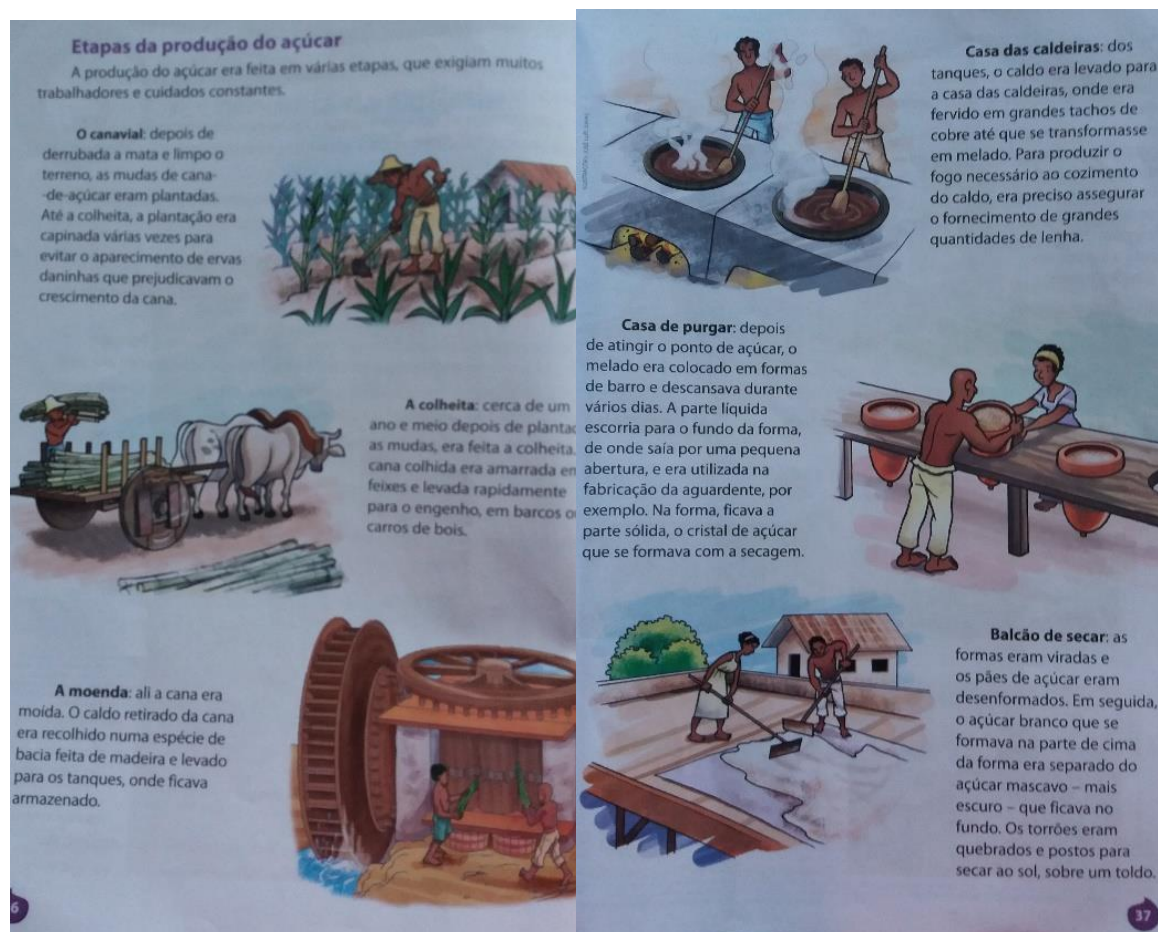 Etapas da produção do açúcar
A produção do açúcar era feita em várias etapas, que exigiam muitos
trabalhadores e cuidados constantes.
O canavial: depois de
derrubada a mata e limpo o
terreno, as mudas de cana-
-de-açúcar eram plantadas.
Até a colheita, a plantação era
capinada várias vezes para
evitar o aparecimento de ervas
daninhas que prejudicavam o
crescimento da cana.
A colheita: cerca de um
ano e meio depois de plantad
as mudas, era feita a colheita.
cana colhida era amarrada em
feixes e levada rapidamente
para o engenho, em barcos o
carros de bois.
A moenda: ali a cana era
moída. O caldo retirado da cana
era recolhido numa espécie de
bacia feita de madeira e levado
para os tanques, onde ficava
armazenado.
6
Casa das caldeiras: dos
tanques, o caldo era levado para
a casa das caldeiras, onde era
fervido em grandes tachos de
cobre até que se transformasse
em melado. Para produzir o
fogo necessário ao cozimento
do caldo, era preciso assegurar
o fornecimento de grandes
quantidades de lenha.
Casa de purgar: depois
de atingir o ponto de açúcar, o
melado era colocado em formas
de barro e descansava durante
vários dias. A parte líquida
escorria para o fundo da forma,
de onde saía por uma pequena
abertura, e era utilizada na
fabricação da aguardente, por
exemplo. Na forma, ficava a
parte sólida, o cristal de açúcar
que se formava com a secagem.
Balcão de secar: as
formas eram viradas e
os pães de açúcar eram
desenformados. Em seguida,
o açúcar branco que se
formava na parte de cima
da forma era separado do
açúcar mascavo – mais
escuro – que ficava no
fundo. Os torrões eram
quebrados e postos para
secar ao sol, sobre um toldo.
37